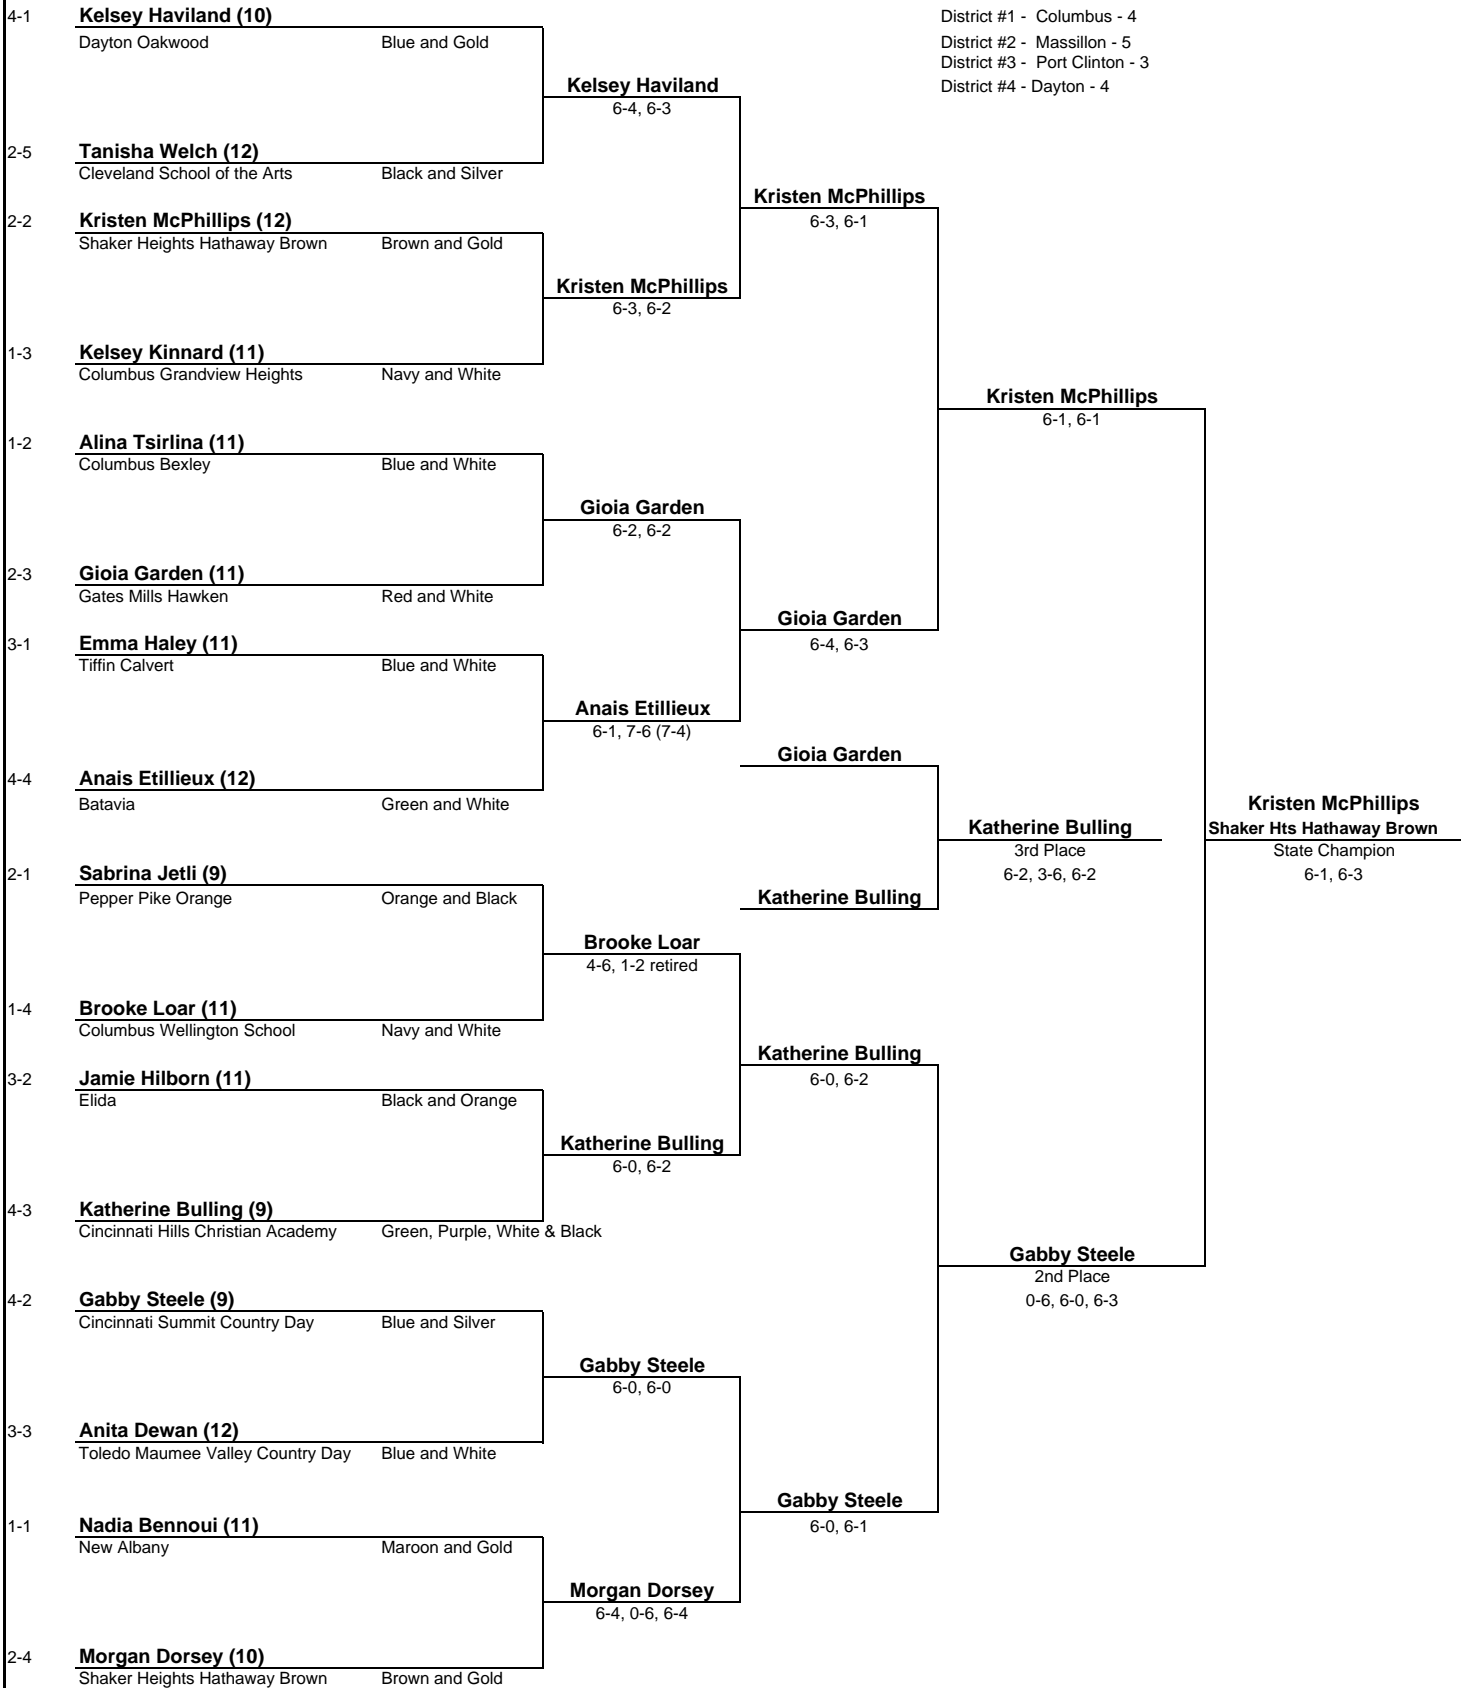 4-1 Kelsey Haviland (10) District #1 - Columbus - 4
Dayton Oakwood Blue and Gold District #2 - Massillon - 5
District #3 - Port Clinton - 3
Kelsey Haviland District #4 - Dayton - 4
6-4, 6-3
2-5 Tanisha Welch (12)
Cleveland School of the Arts Black and Silver
Kristen McPhillips
2-2 Kristen McPhillips (12) 6-3, 6-1
Shaker Heights Hathaway Brown Brown and Gold
Kristen McPhillips
6-3, 6-2
1-3 Kelsey Kinnard (11)
Columbus Grandview Heights Navy and White
Kristen McPhillips
6-1, 6-1
1-2 Alina Tsirlina (11)
Columbus Bexley Blue and White
Gioia Garden
6-2, 6-2
2-3 Gioia Garden (11)
Gates Mills Hawken Red and White
Gioia Garden
3-1 Emma Haley (11) 6-4, 6-3
Tiffin Calvert Blue and White
Anais Etillieux
6-1, 7-6 (7-4)
Gioia Garden
4-4 Anais Etillieux (12)
Batavia Green and White Kristen McPhillips
Katherine Bulling Shaker Hts Hathaway Brown
3rd Place State Champion
2-1 Sabrina Jetli (9) 6-2, 3-6, 6-2 6-1, 6-3
Pepper Pike Orange Orange and Black Katherine Bulling
Brooke Loar
4-6, 1-2 retired
1-4 Brooke Loar (11)
Columbus Wellington School Navy and White
Katherine Bulling
3-2 Jamie Hilborn (11) 6-0, 6-2
Elida Black and Orange
Katherine Bulling
6-0, 6-2
4-3 Katherine Bulling (9)
Cincinnati Hills Christian Academy Green, Purple, White & Black
Gabby Steele
2nd Place
4-2 Gabby Steele (9) 0-6, 6-0, 6-3
Cincinnati Summit Country Day Blue and Silver
Gabby Steele
6-0, 6-0
3-3 Anita Dewan (12)
Toledo Maumee Valley Country Day Blue and White
Gabby Steele
1-1 Nadia Bennoui (11) 6-0, 6-1
New Albany Maroon and Gold
Morgan Dorsey
6-4, 0-6, 6-4
2-4 Morgan Dorsey (10)
Shaker Heights Hathaway Brown Brown and Gold